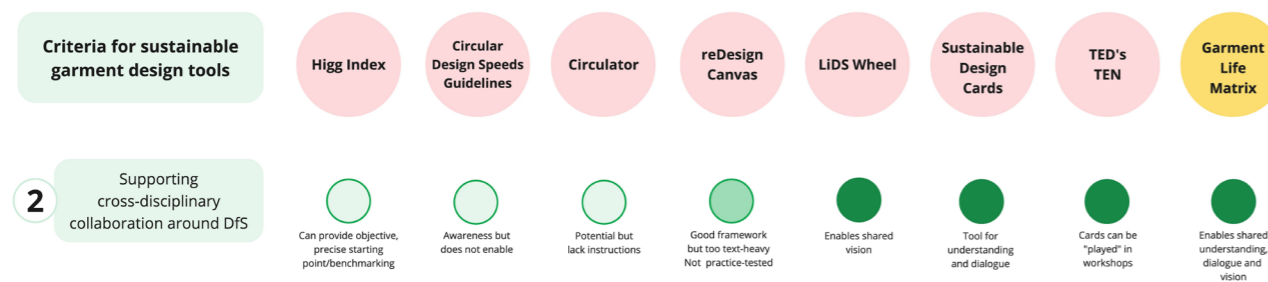 Criteria for sustainable
garment design tools
Higg Index
Circular
Design Speeds
Guidelines
Circulator
reDesign
Canvas
LiDS Wheel
Sustainable
Design
Cards
TED's
TEN
Garment
Life
Matrix
2
Supporting
cross-disciplinary
collaboration around DfS
Can provide objective,
precise starting
point/benchmarking
Awareness but
does not enable
Potential but
lack instructions
Good framework
but too text-heavy
Not practice-tested
Enables shared
vision
Tool for
understanding
and dialogue
Cards can be
"played" in
workshops
Enables shared
understanding,
dialogue and
vision